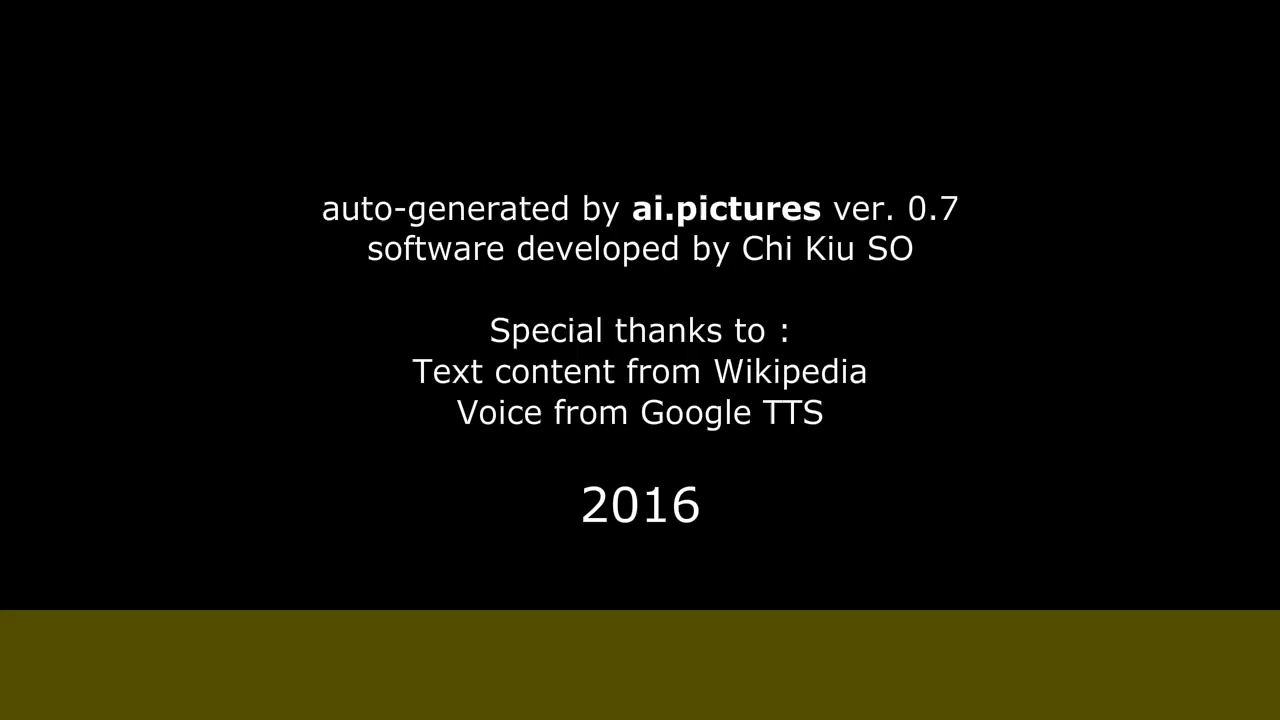 auto-generated by ai.pictures ver. 0.7
software developed by Chi Kiu SO
Special thanks to :
Text content from Wikipedia
Voice from Google TTS
2016